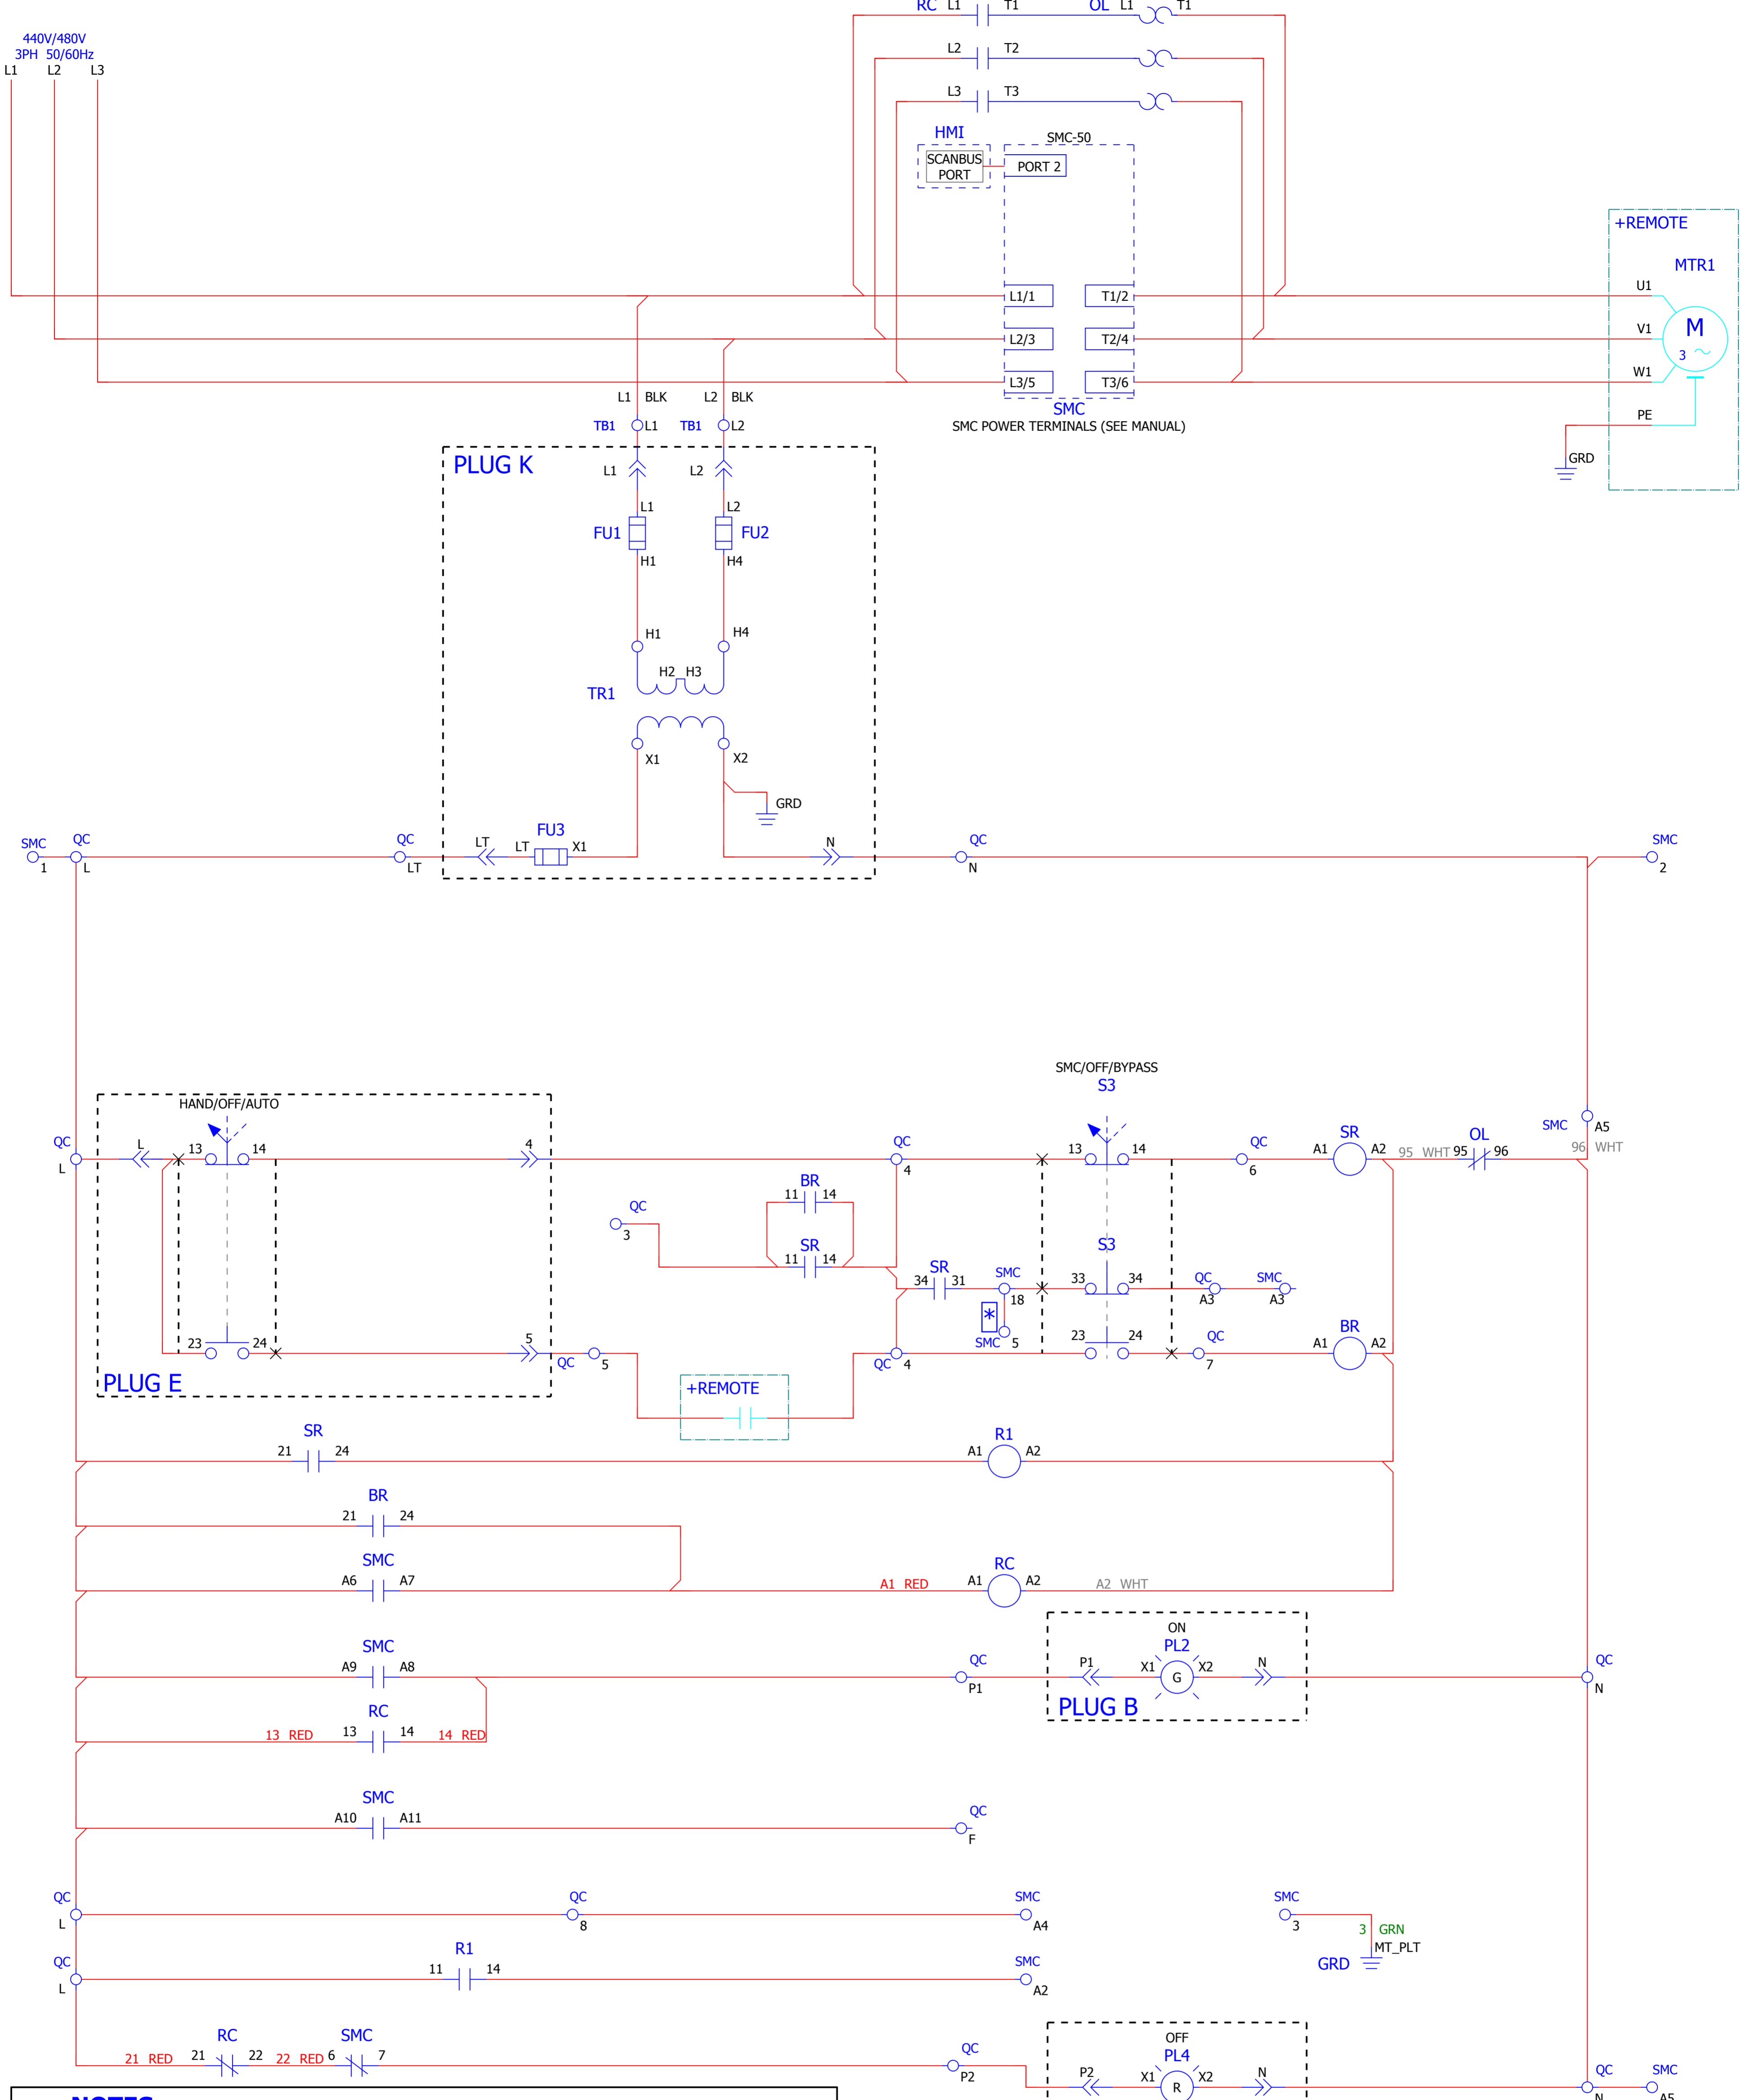 RC L1 T1 OL L1 T1
440V/480V
3PH 50/60Hz
L1 L2 L3
L2 T2
L3 T3
HMI
SMC-50
SCANBUS
PORT
PORT 2
+REMOTE
MTR1
L1/1 T1/2 U1
L2/3 T2/4 V1
M
3
L3/5 T3/6 W1
L1 BLK L2 BLK
SMC
PE
TB1 L1 TB1 L2
SMC POWER TERMINALS (SEE MANUAL)
GRD
PLUG K
L1 L2
L1 L2
FU1 FU2
H1 H4
H1 H4
H2 H3
TR1
X1 X2
GRD
FU3
SMC QC QC LT LT X1 N QC SMC
1 L LT N 2
SMC/OFF/BYPASS
S3
HAND/OFF/AUTO
SMC A5
QC L 13 14 4 QC 13 14 QC SR OL
A1 A2 95 WHT 95 96 96 WHT
L 4 6
BR
11 14
QC
3
SR
11 14
S3
SR
34 31 SMC 33 34 QC SMC
18 A3 A3
*
SMC 5
23 24 5 23 24 QC BR
A1 A2
QC 5 QC 4 7
PLUG E
+REMOTE
SR
21 24
R1
A1 A2
BR
21 24
SMC
A6 A7
RC
A1 RED A1 A2 A2 WHT
ON
PL2
SMC
A9 A8
QC P1 X1 G X2 N QC
P1 N
PLUG B
RC
13 RED 13 14 14 RED
SMC
A10 A11
QC
F
QC QC SMC SMC
L 8 A4 3
3 GRN
MT_PLT
GRD
QC R1 SMC
11 14
L A2
OFF
PL4
RC SMC
21 RED 21 22 22 RED 6 7
QC
P2
P2 X1 R X2 N QC SMC
N A5
NOTES